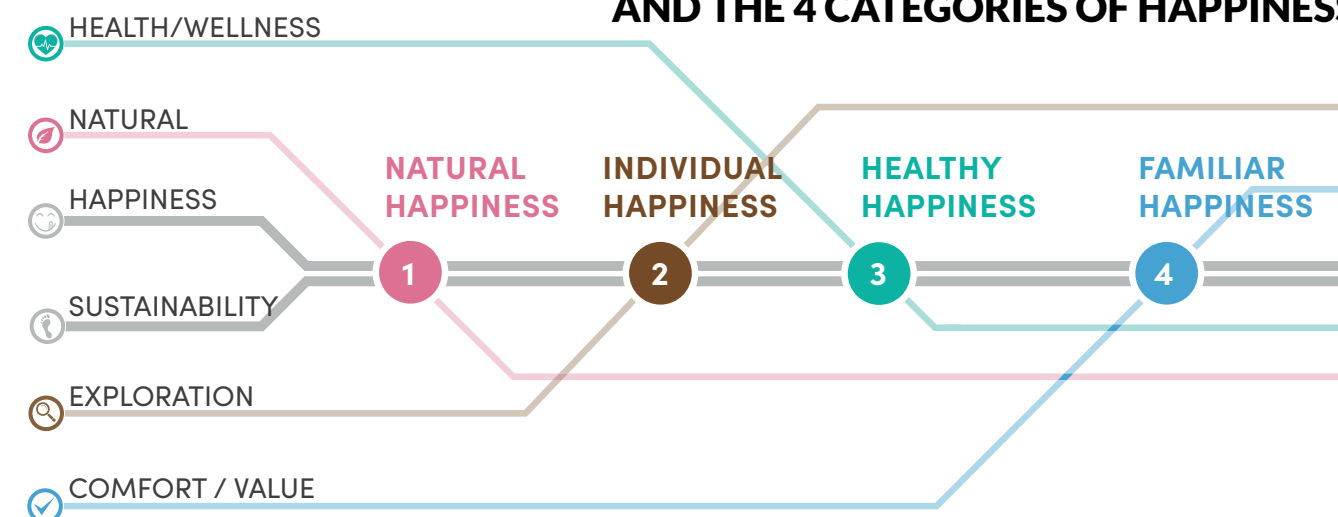 AND THE 4 CATEGORIES OF HAPPINESS
HEALTH/WELLNESS
NATURAL
HAPPINESS
SUSTAINABILITY
EXPLORATION
COMFORT / VALUE
NATURAL
HAPPINESS
INDIVIDUAL
HAPPINESS
HEALTHY
HAPPINESS
FAMILIAR
HAPPINESS
1
2
3
4